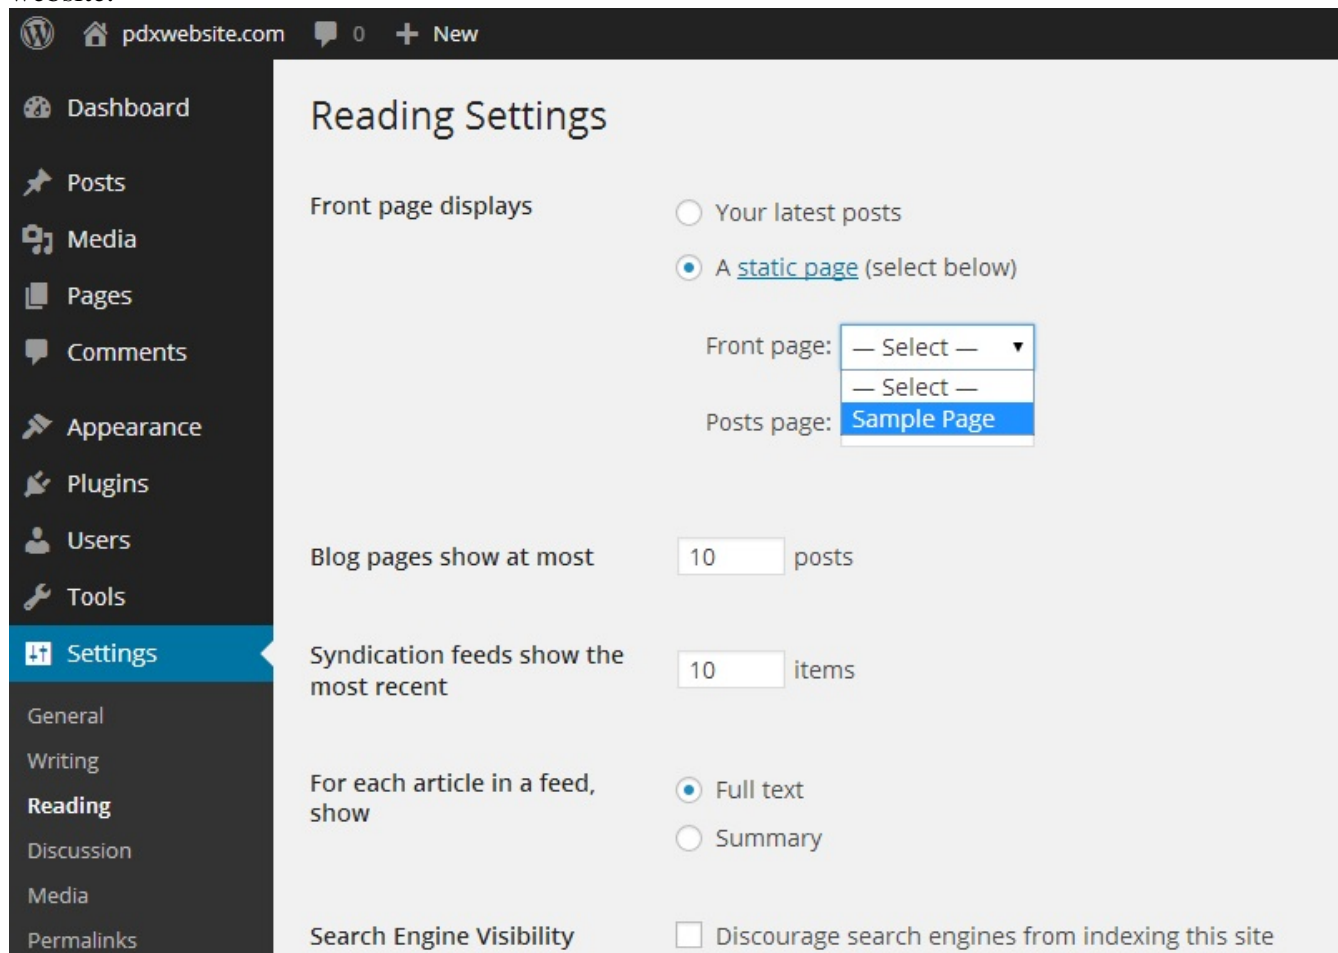 pdxwebsite.com 0 + New
Dashboard
Posts
Media
Pages
Comments
Appearance
Plugins
Users
Tools
Settings
General
Writing
Reading
Discussion
Media
Permalinks
Reading Settings
Front page displays
Your latest posts
A static page (select below)
Front page: — Select —
— Select —
Sample Page
Posts page:
Blog pages show at most 10 posts
Syndication feeds show the
most recent
10 items
For each article in a feed,
show
Full text
Summary
Search Engine Visibility
Discourage search engines from indexing this site